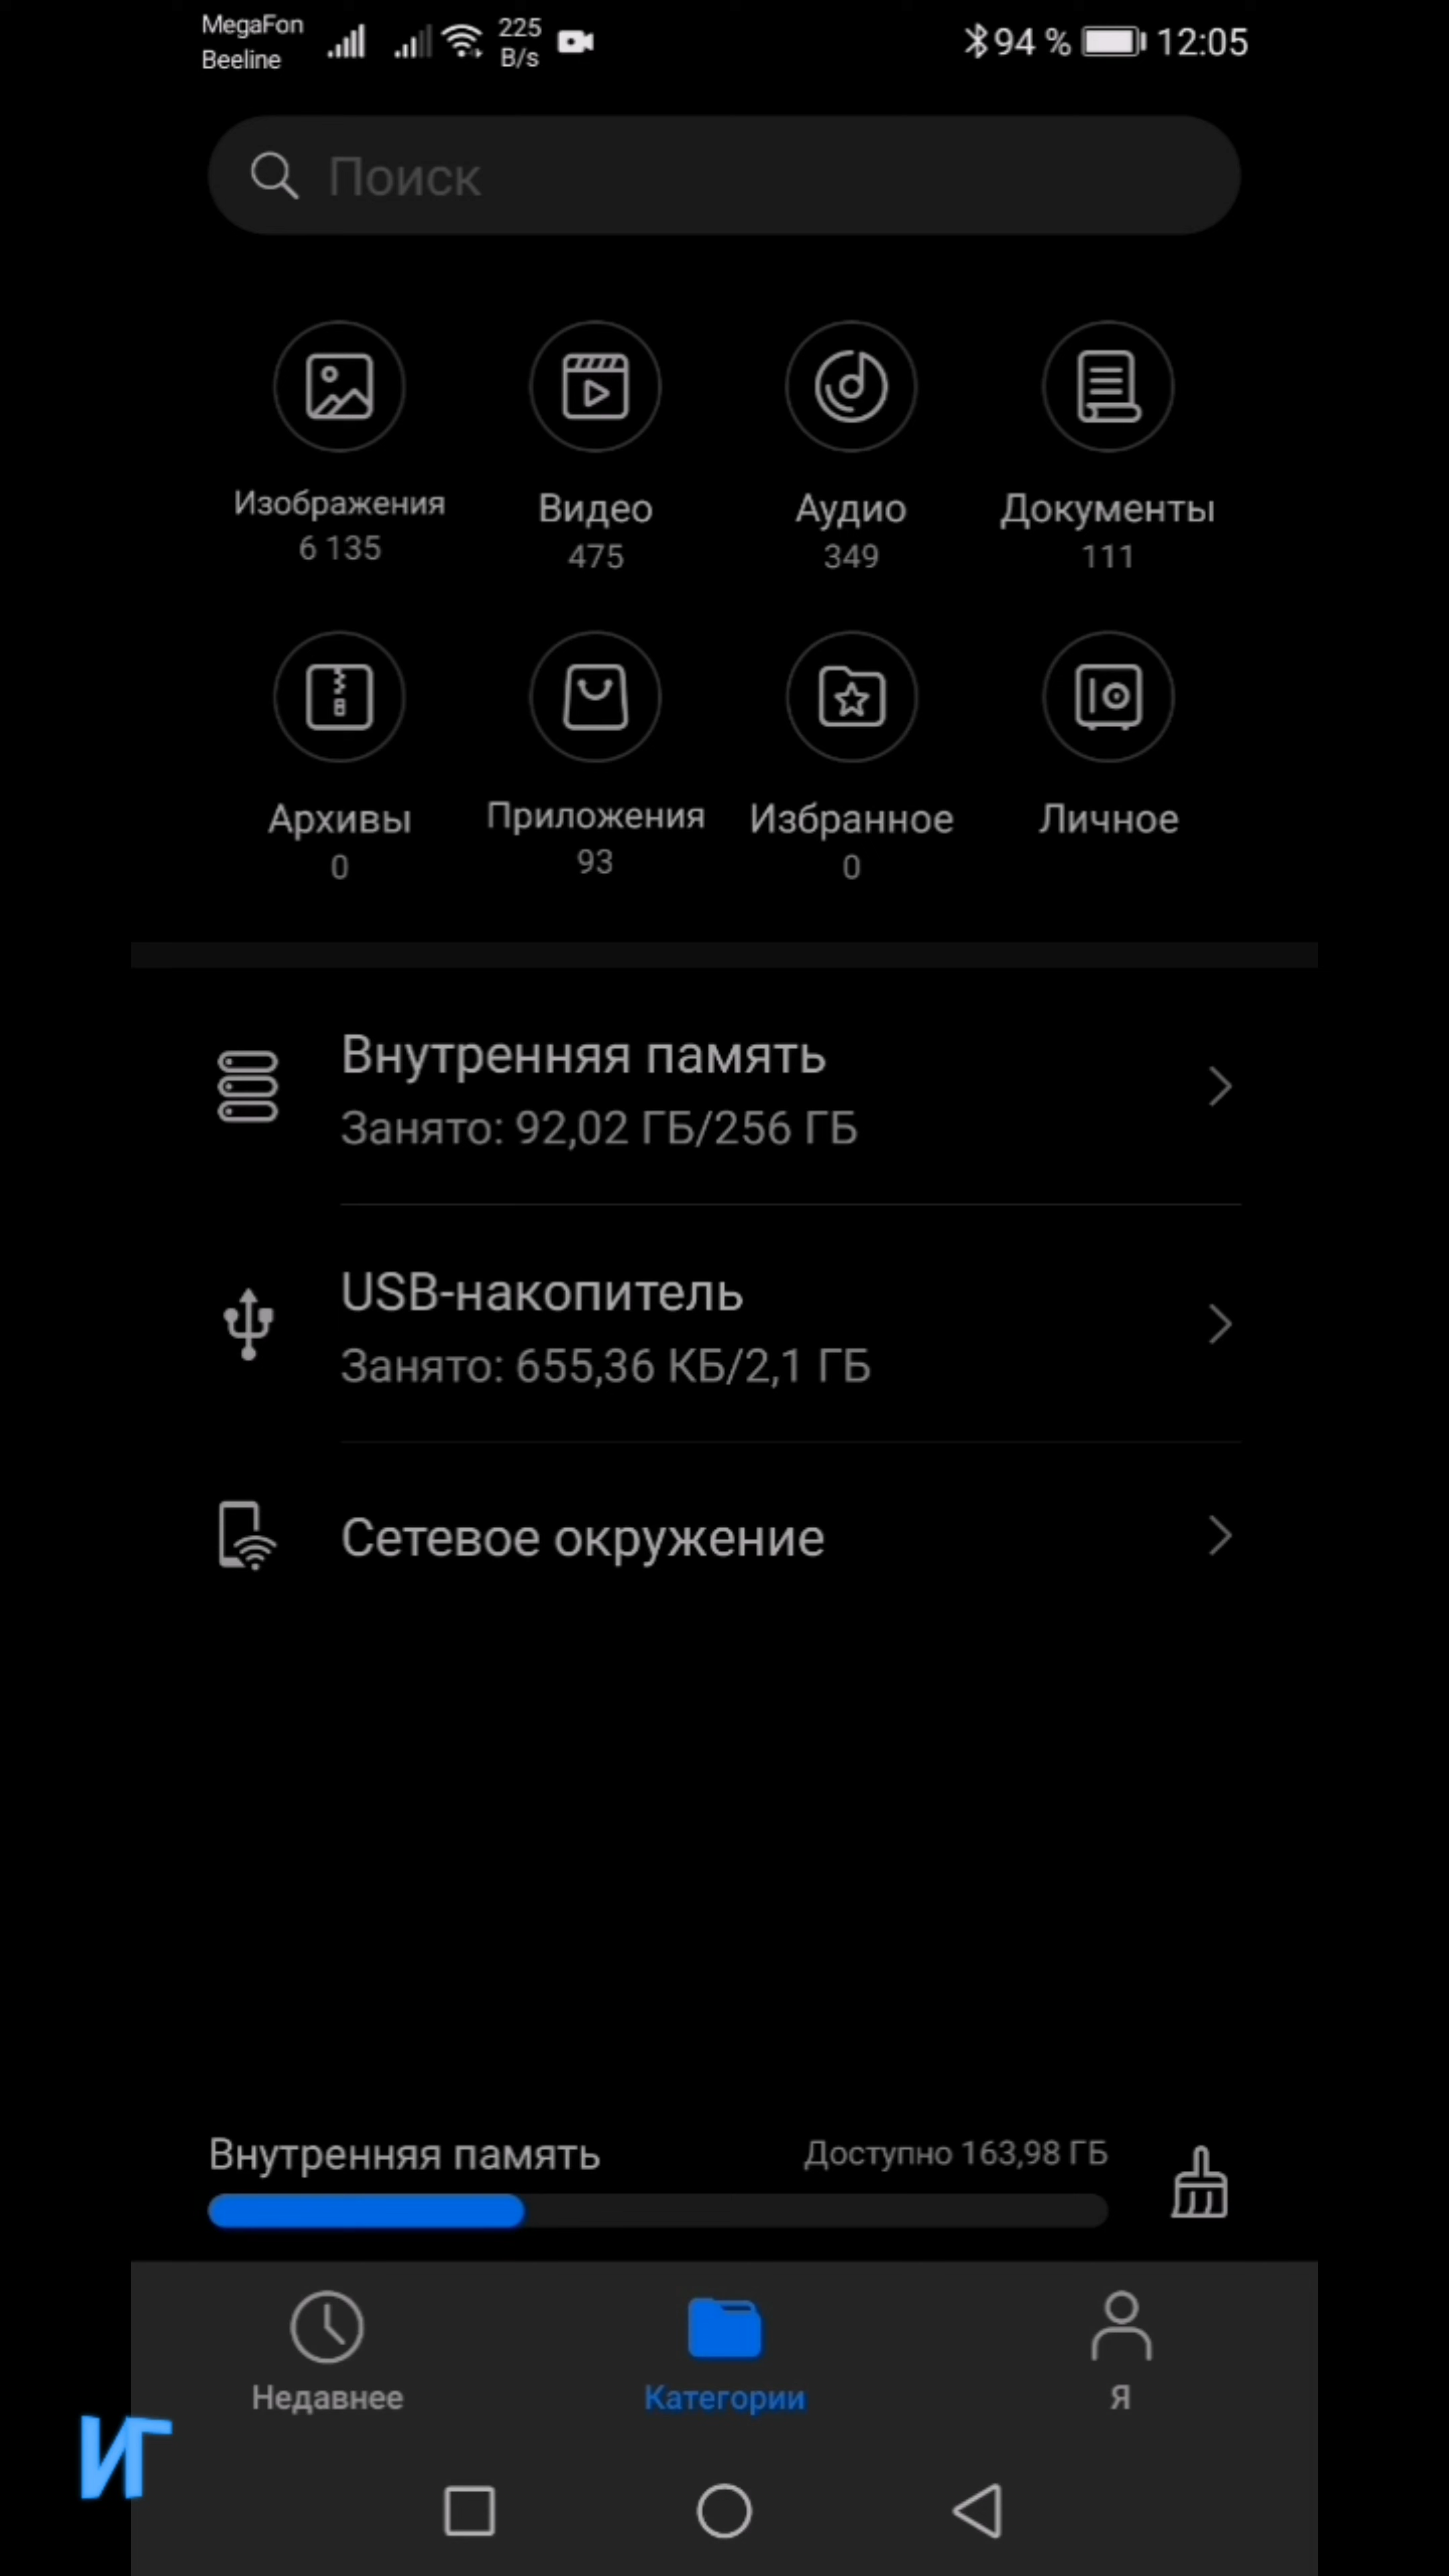 MegaFon
Beeline
225
B/s
94 %
12:05
Поиск
Изображения
6 135
Видео
475
Аудио
349
Документы
111
Архивы
0
Приложения
93
Избранное
0
Личное
Внутренняя память
Занято: 92,02 ГБ/256 ГБ
USB-накопитель
Занято: 655,36 КБ/2,1 ГБ
Сетевое окружение
Внутренняя память
Доступно 163,98 ГБ
Недавнее
Категории
Я
ИГ